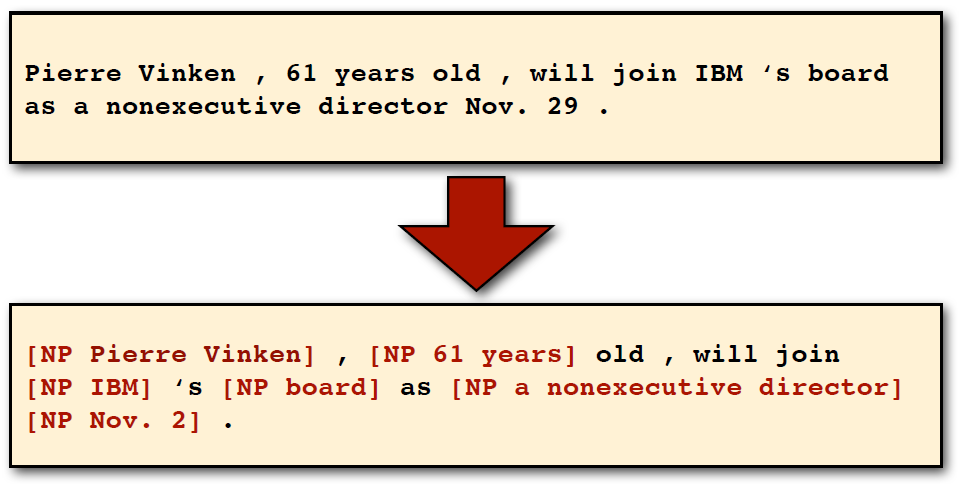 Pierre Vinken , 61 years old , will join IBM ‘s board
as a nonexecutive director Nov. 29 .
[NP Pierre Vinken] , [NP 61 years] old , will join
[NP IBM] ‘s [NP board] as [NP a nonexecutive director]
[NP Nov. 2] .